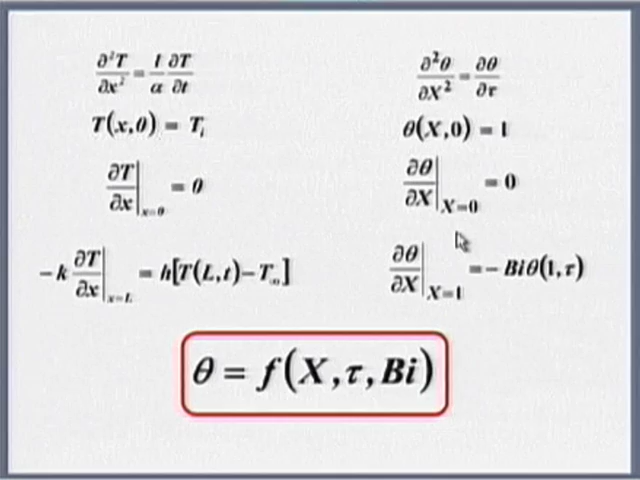 ∂²T/∂x² = 1/α ∂T/∂t
∂²θ/∂X² = ∂θ/∂τ
T(x,0) = Tᵢ
θ(X,0) = 1
∂T/∂x|ₓ₌₀ = 0
∂θ/∂X|X=0 = 0
-k ∂T/∂x|x=L = h[T(L,t)-T∞]
∂θ/∂X|X=1 = - Biθ(1,τ)
θ = f(X,τ,Bi)